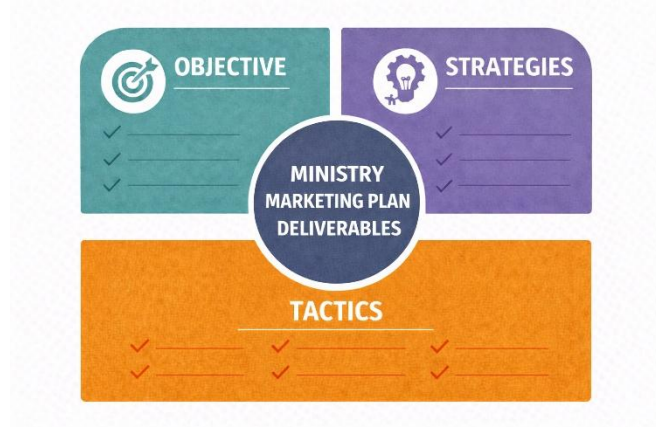 OBJECTIVE
STRATEGIES
MINISTRY
MARKETING PLAN
DELIVERABLES
TACTICS